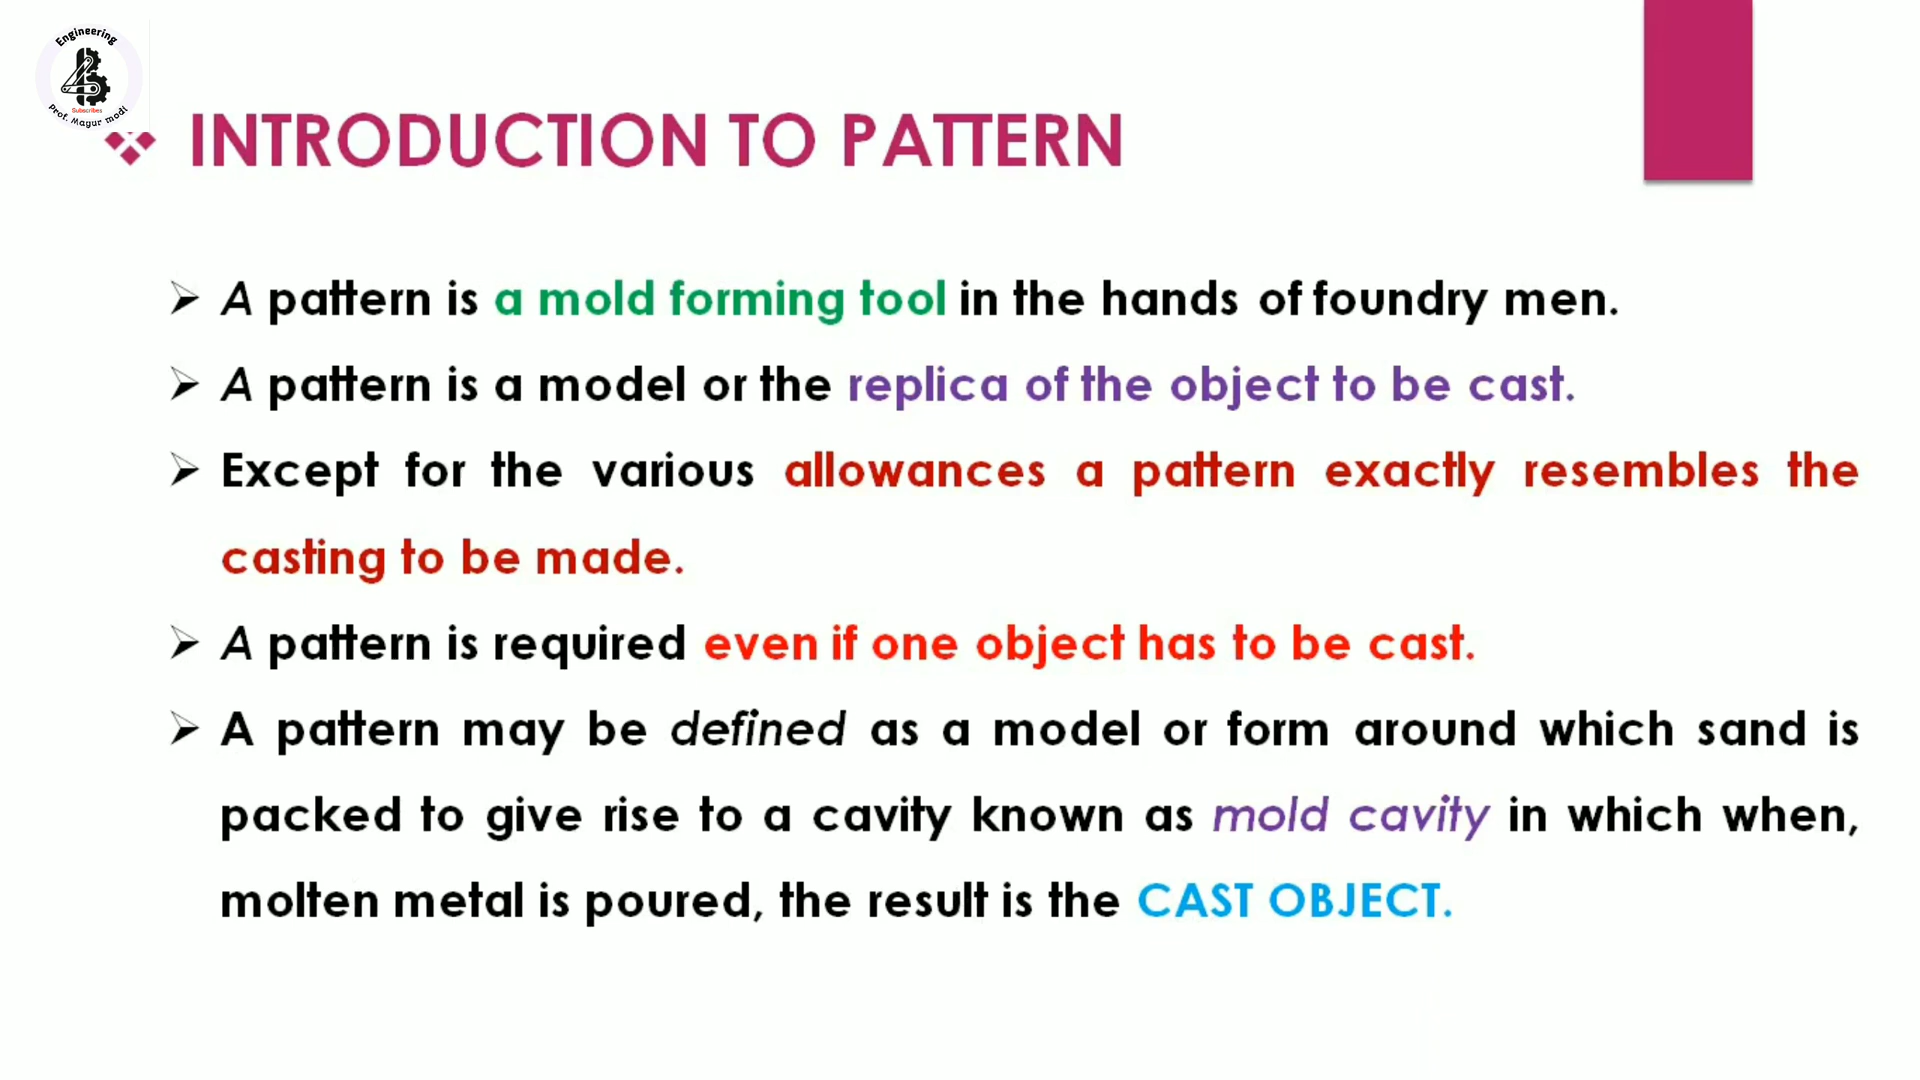 Engineering
Subscribes
Prof. Mayur modi
INTRODUCTION TO PATTERN
A pattern is a mold forming tool in the hands of foundry men.
A pattern is a model or the replica of the object to be cast.
Except for the various allowances a pattern exactly resembles the
casting to be made.
A pattern is required even if one object has to be cast.
A pattern may be defined as a model or form around which sand is
packed to give rise to a cavity known as mold cavity in which when,
molten metal is poured, the result is the CAST OBJECT.